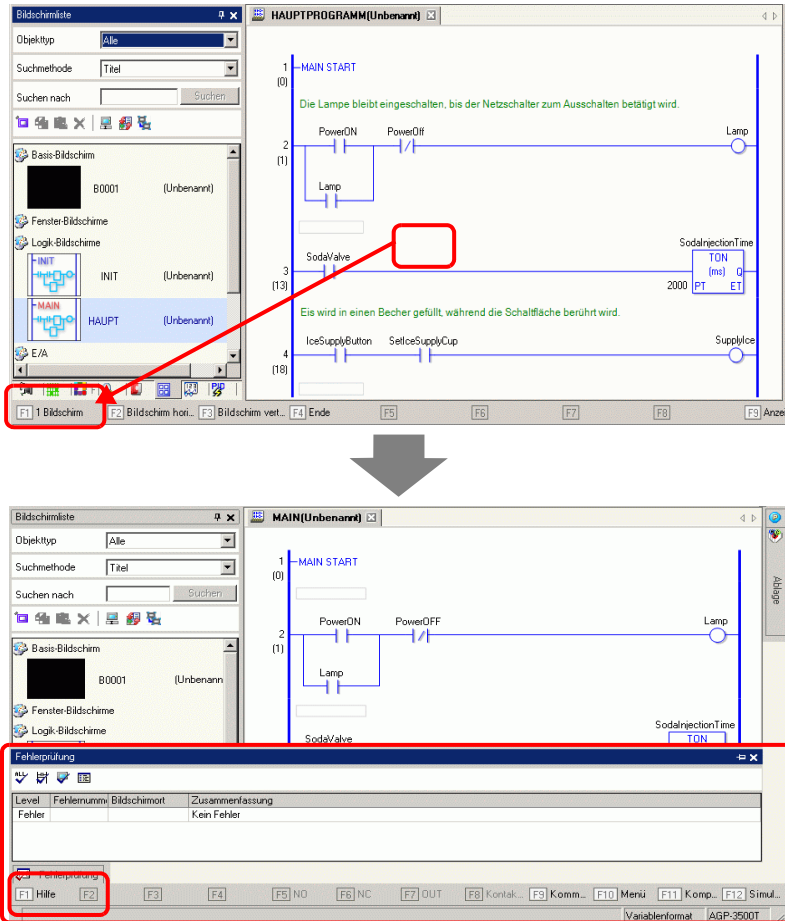 Bildschirmliste
HAUPTPROGRAMM(Unbenannt)
Objekttyp Alle
Suchmethode Titel
Suchen nach Suchen
Basis-Bildschirm
B0001 (Unbenannt)
Fenster-Bildschirme
Logik-Bildschirme
INIT INIT (Unbenannt)
MAIN HAUPT (Unbenannt)
E/A
1 MAIN START
(0)
Die Lampe bleibt eingeschalten, bis der Netzschalter zum Ausschalten betätigt wird.
PowerON PowerOff Lamp
2
(1)
Lamp
SodaInjectionTime
SodaValve TON
3 (ms) Q
(13) 2000 PT ET
Eis wird in einen Becher gefüllt, während die Schaltfläche berührt wird.
IceSupplyButton SetIceSupplyCup SupplyIce
4
(18)
F1 1 Bildschirm F2 Bildschirm hori... F3 Bildschirm vert... F4 Ende F5 F6 F7 F8 F9 Anzei
Bildschirmliste
MAIN(Unbenannt)
Objekttyp Alle
Suchmethode Titel
Suchen nach Suchen
Ablage
Basis-Bildschirm
B0001 (Unbenann
Fenster-Bildschirme
Logik-Bildschirme
1 MAIN START
(0)
PowerON PowerOFF Lamp
2
(1)
Lamp
SodaInjectionTime
SodaValve TON
Fehlerprüfung
Level Fehlernumme Bildschirmort Zusammenfassung
Fehler Kein Fehler
Fehlerprüfung
F1 Hilfe F2 F3 F4 F5 NO F6 NC F7 OUT F8 Kontak... F9 Komm... F10 Menü F11 Komp... F12 Simul...
Variablenformat AGP-3500T